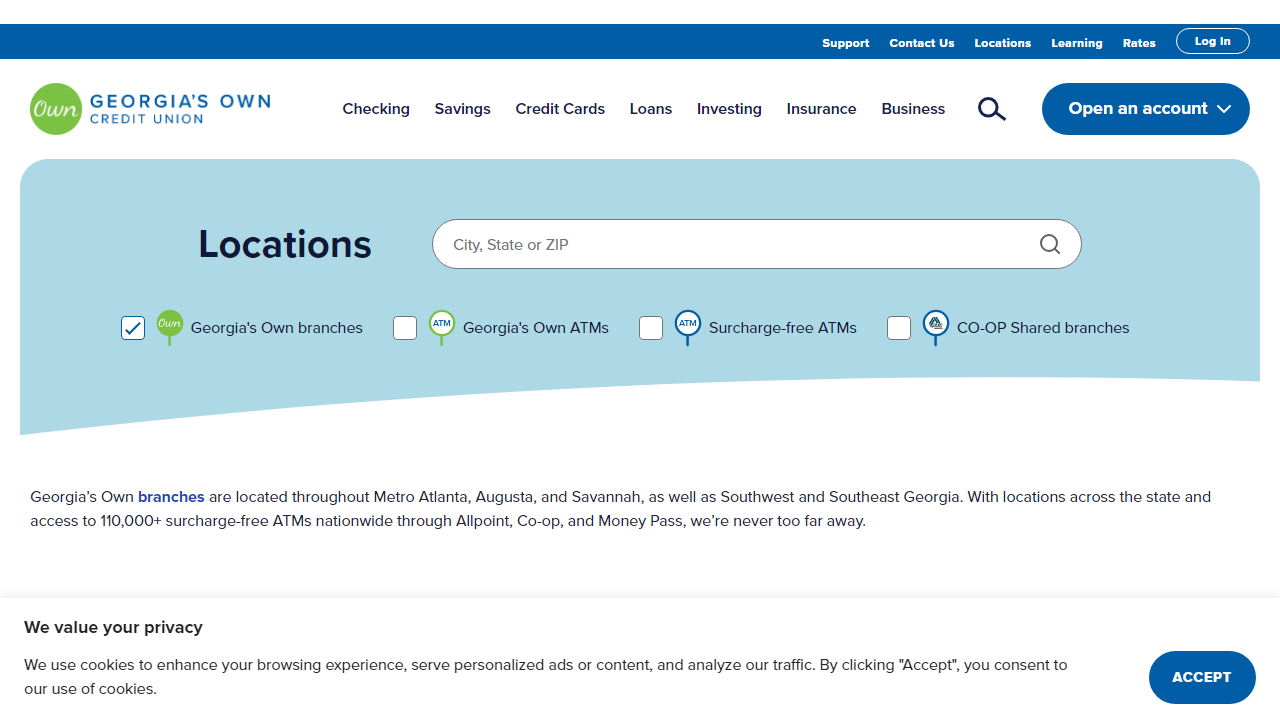 Support Contact Us Locations Learning Rates Log In
Own GEORGIA'S OWN
CREDIT UNION
Checking Savings Credit Cards Loans Investing Insurance Business Open an account
Locations City, State or ZIP
Own Georgia's Own branches ATM Georgia's Own ATMs ATM Surcharge-free ATMs CO-OP Shared branches
Georgia’s Own branches are located throughout Metro Atlanta, Augusta, and Savannah, as well as Southwest and Southeast Georgia. With locations across the state and
access to 110,000+ surcharge-free ATMs nationwide through Allpoint, Co-op, and Money Pass, we’re never too far away.
We value your privacy
We use cookies to enhance your browsing experience, serve personalized ads or content, and analyze our traffic. By clicking "Accept", you consent to
our use of cookies.
ACCEPT